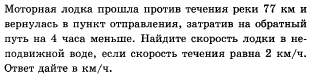 Моторная лодка прошла против течения реки 77 км и
вернулась в пункт отправления, затратив на обратный
путь на 4 часа меньше. Найдите скорость лодки в не-
подвижной воде, если скорость течения равна 2 км/ч.
Ответ дайте в км/ч.